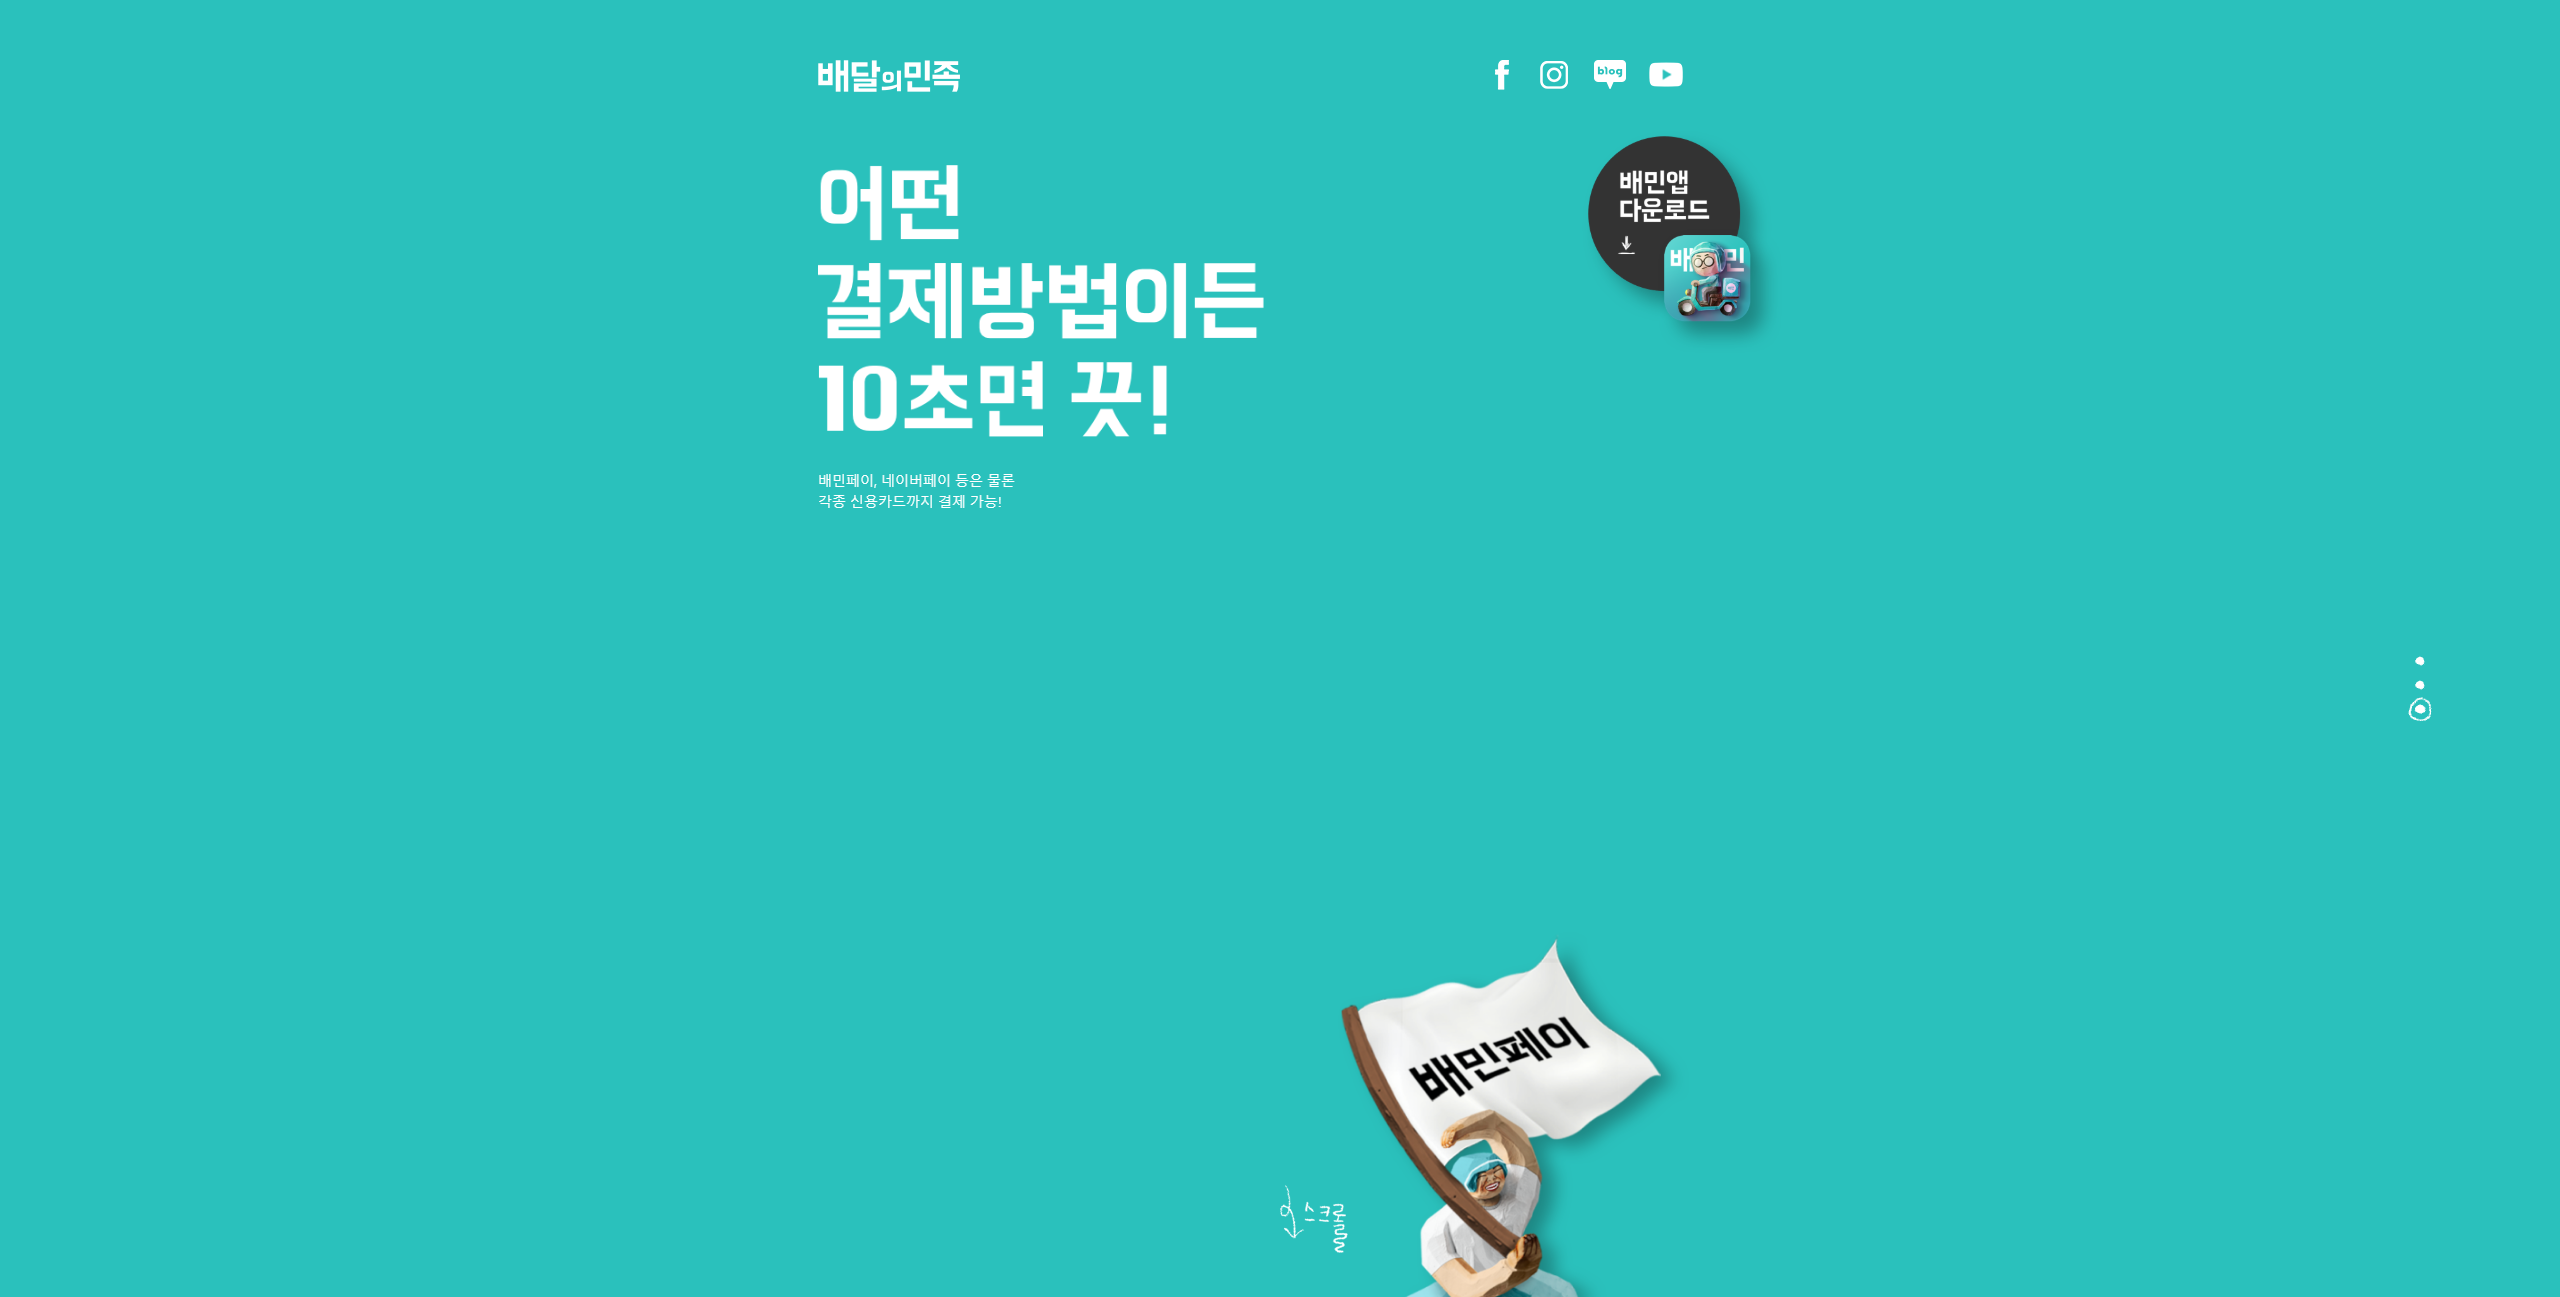 배달의민족
blog
어떤
결제방법이든
10초면 끗!
배민페이, 네이버페이 등은 물론
각종 신용카드까지 결제 가능!
배민앱
다운로드
배민
배민페이
스크롤